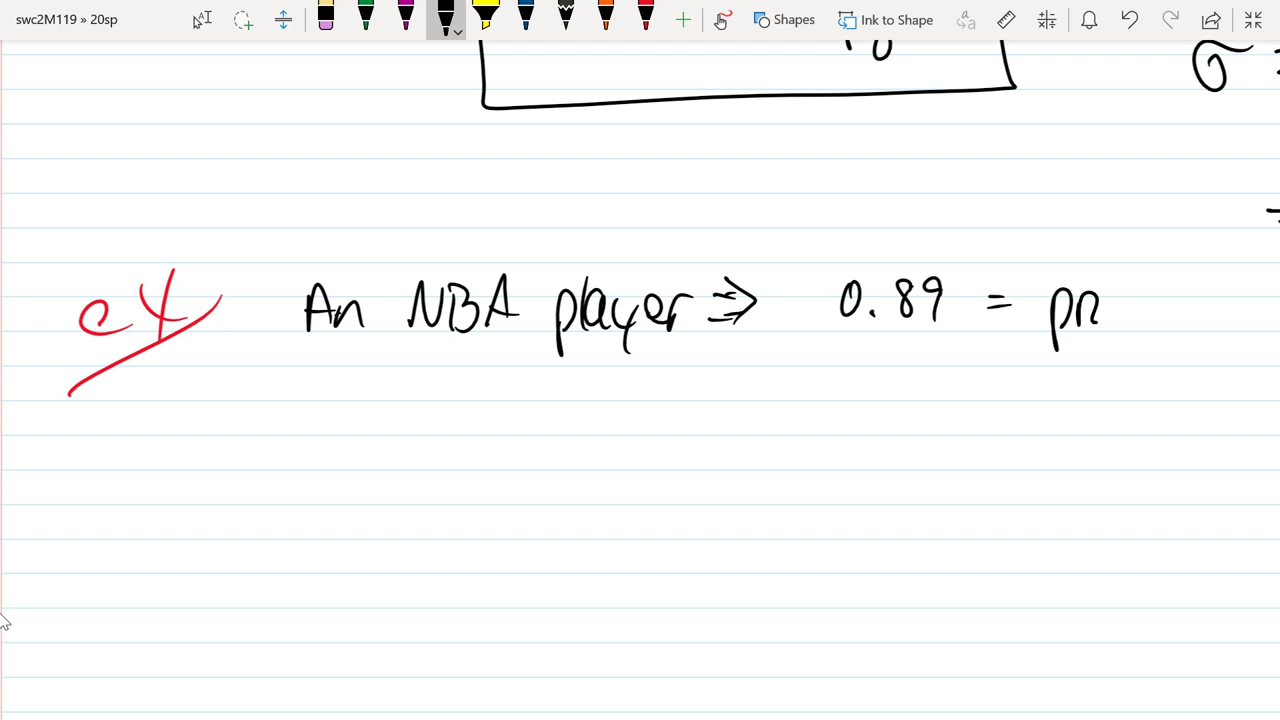 swc2M119 » 20sp
Shapes
Ink to Shape
σ =
ex An NBA player ⇒ 0.89 = pr